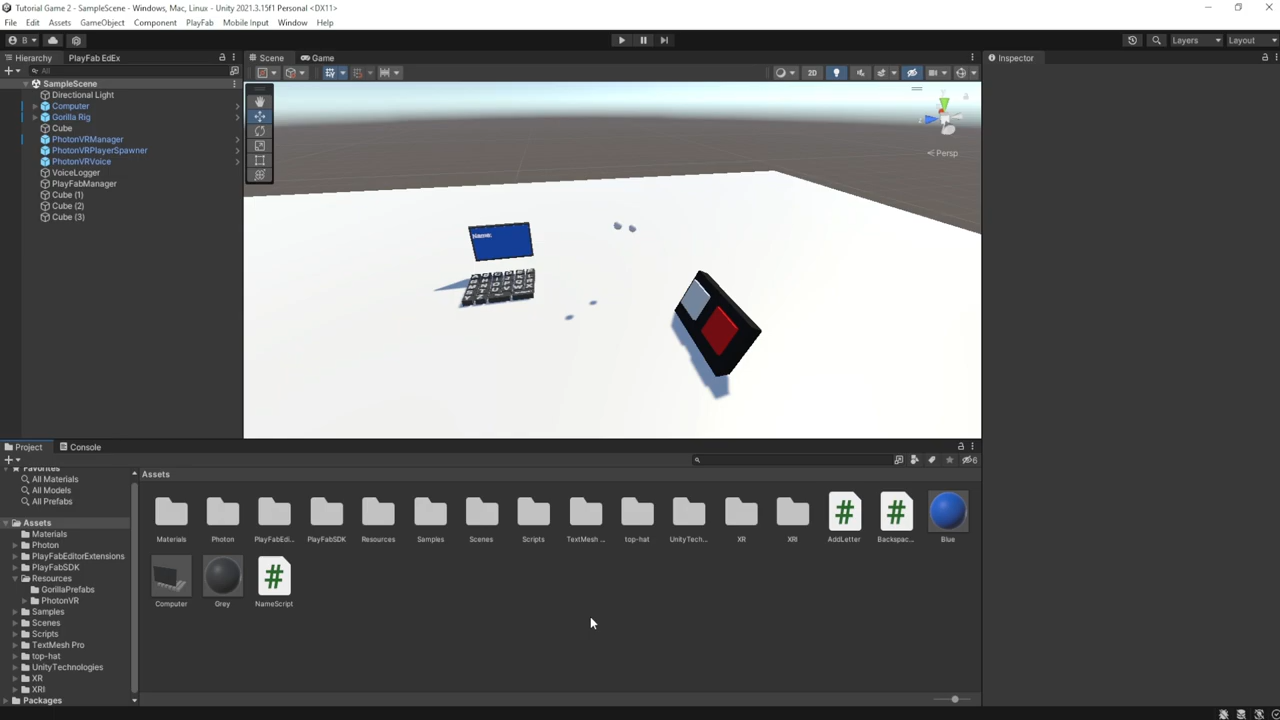 Tutorial Game 2 - SampleScene - Windows, Mac, Linux - Unity 2021.3.15f1 Personal <DX11>
File Edit Assets GameObject Component PlayFab Mobile Input Window Help
B Layers Layout
Hierarchy PlayFab EdEx Scene Game Inspector
All 2D
SampleScene
Directional Light
Computer
Gorilla Rig
Cube
PhotonVRManager
PhotonVRPlayerSpawner
PhotonVRVoice
VoiceLogger
PlayFabManager
Cube (1)
Cube (2)
Cube (3)
Persp
Name:
Project Console
6
Favorites
All Materials
All Models
All Prefabs
Assets
Materials
Photon
PlayFabEditorExtensions
PlayFabSDK
Resources
GorillaPrefabs
PhotonVR
Samples
Scenes
Scripts
TextMesh Pro
top-hat
UnityTechnologies
XR
XRI
Packages
Assets
Materials Photon PlayFabEdi... PlayFabSDK Resources Samples Scenes Scripts TextMesh ... top-hat UnityTech... XR XRI AddLetter Backspac... Blue
Computer Grey NameScript